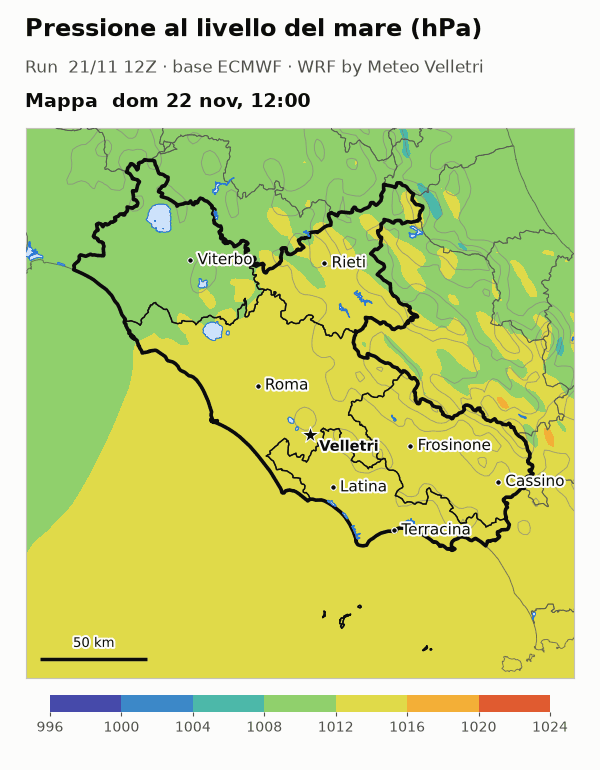 Pressione al livello del mare (hPa)
Run  21/11 12Z · base ECMWF · WRF by Meteo Velletri
Mappa  dom 22 nov, 12:00
Viterbo
Rieti
Roma
Velletri
Frosinone
Latina
Cassino
Terracina
50 km
996 1000 1004 1008 1012 1016 1020 1024